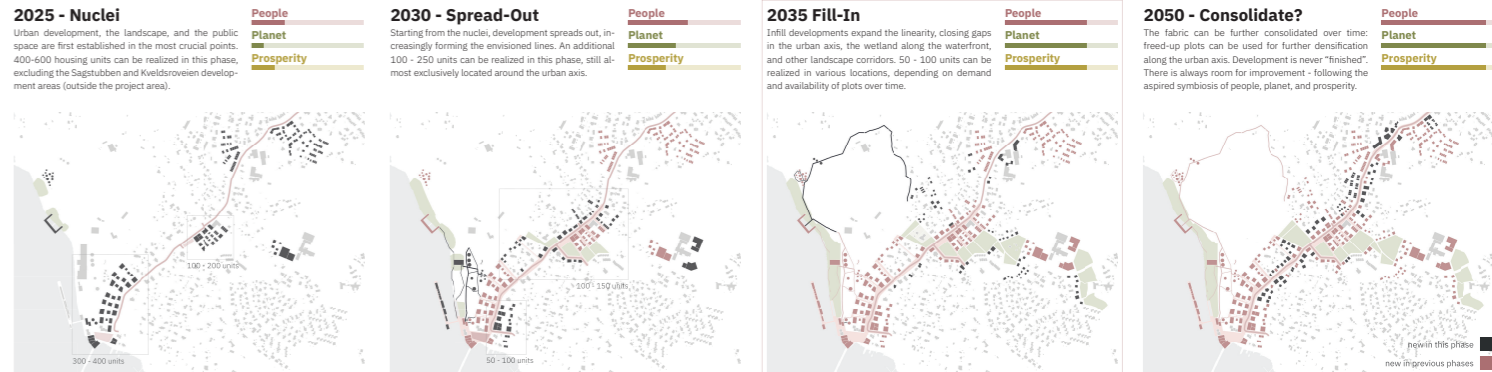 2025 - Nuclei
Urban development, the landscape, and the public
space are first established in the most crucial points.
400-600 housing units can be realized in this phase,
excluding the Sagstubben and Kveldsroveien develop-
ment areas (outside the project area).
People
Planet
Prosperity
100 - 200 units
300 - 400 units
2030 - Spread-Out
Starting from the nuclei, development spreads out, in-
creasingly forming the envisioned lines. An additional
100 - 250 units can be realized in this phase, still al-
most exclusively located around the urban axis.
People
Planet
Prosperity
100 - 150 units
50 - 100 units
2035 Fill-In
Infill developments expand the linearity, closing gaps
in the urban axis, the wetland along the waterfront,
and other landscape corridors. 50 - 100 units can be
realized in various locations, depending on demand
and availability of plots over time.
People
Planet
Prosperity
2050 - Consolidate?
The fabric can be further consolidated over time:
freed-up plots can be used for further densification
along the urban axis. Development is never “finished”.
There is always room for improvement - following the
aspired symbiosis of people, planet, and prosperity.
People
Planet
Prosperity
new in this phase
new in previous phases